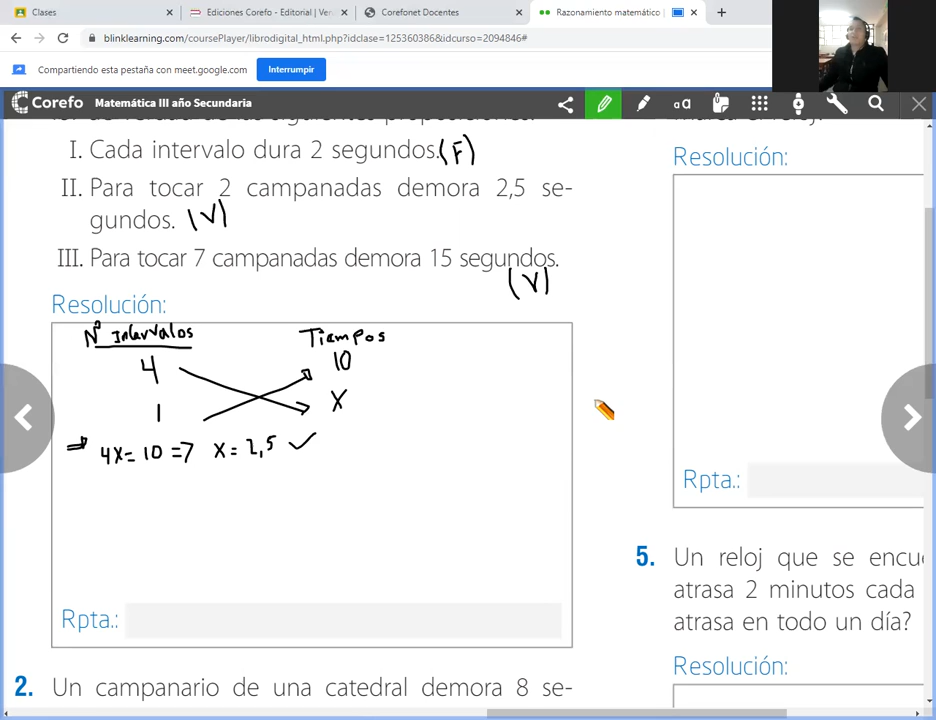 Clases
Ediciones Corefo - Editorial | Ven
Corefonet Docentes
Razonamiento matemático |
blinklearning.com/coursePlayer/librodigital_html.php?idclase=125360386&idcurso=2094846#
Compartiendo esta pestaña con meet.google.com
Interrumpir
Corefo
Matemática III año Secundaria
aA
I. Cada intervalo dura 2 segundos. (F)
II. Para tocar 2 campanadas demora 2,5 se-
gundos. (V)
III. Para tocar 7 campanadas demora 15 segundos.
(V)
Resolución:
N° Intervalos
Tiempos
4
10
1
X
⇒ 4X = 10 => X = 2,5 ✓
Rpta.:
2. Un campanario de una catedral demora 8 se-
Resolución:
Rpta.:
5. Un reloj que se encue
atrasa 2 minutos cada
atrasa en todo un día?
Resolución: